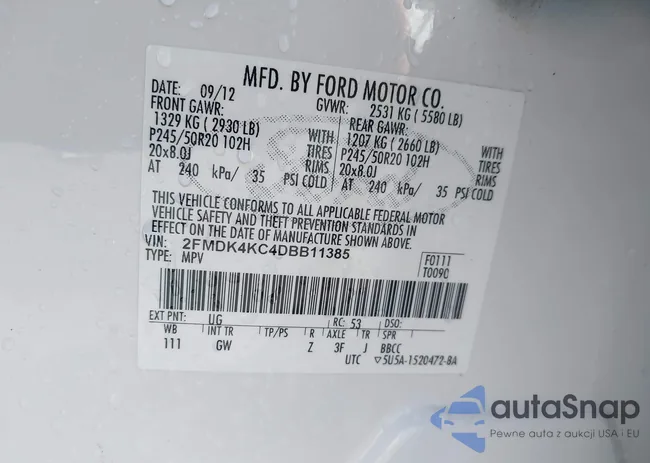 MFD. BY FORD MOTOR CO.
DATE: 09/12 GVWR: 2531 KG ( 5580 LB)
FRONT GAWR: REAR GAWR:
1329 KG ( 2930 LB) WITH 1207 KG ( 2660 LB) WITH
P245/50R20 102H TIRES P245/50R20 102H TIRES
20x8.0J RIMS 20x8.0J RIMS
AT 240 kPa/ 35 PSI COLD AT 240 kPa/ 35 PSI COLD
THIS VEHICLE CONFORMS TO ALL APPLICABLE FEDERAL MOTOR
VEHICLE SAFETY AND THEFT PREVENTION STANDARDS IN
EFFECT ON THE DATE OF MANUFACTURE SHOWN ABOVE.
VIN: 2FMDK4KC4DBB11385 F0111
TYPE: MPV T0090
EXT PNT: UG RC: 53 DSO:
WB INT TR TP/PS R AXLE TR SPR
111 GW Z 3F J BBCC
UTC ▽5U5A-1520472-BA
autoSnap
Pewne auta z aukcji USA i EU